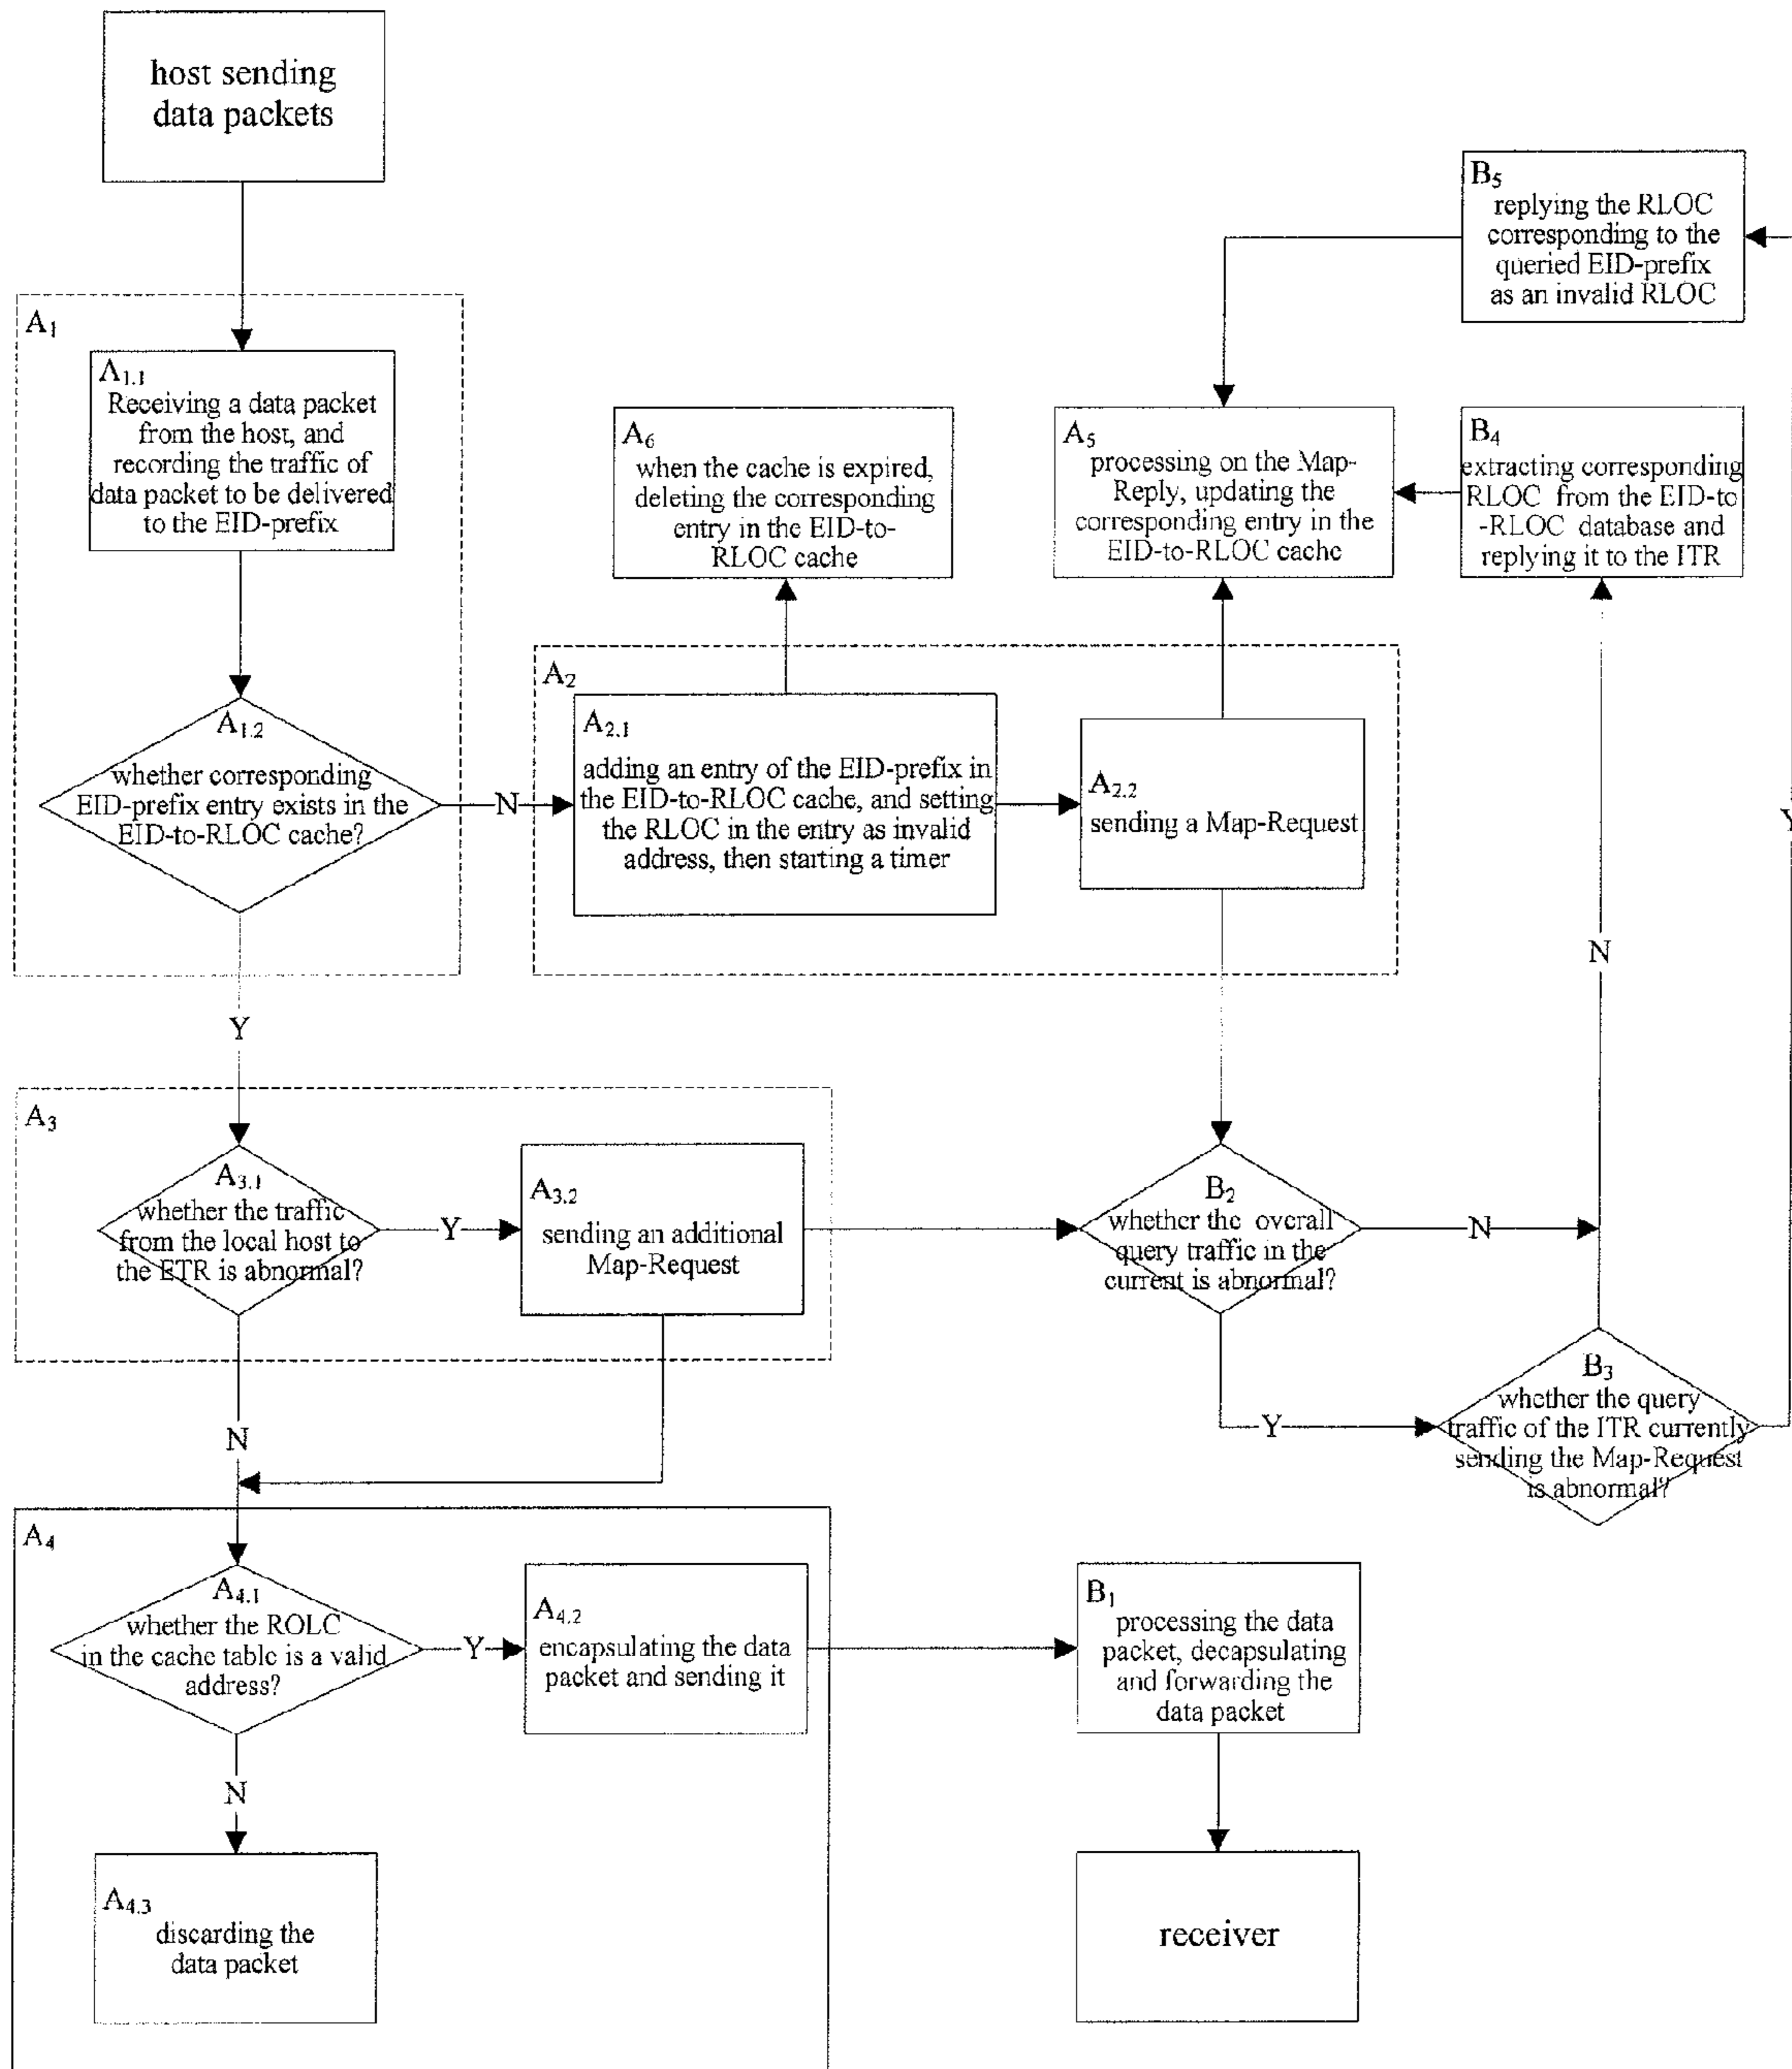 host sending
data packets
B5
replying the RLOC
corresponding to the
queried EID-prefix
as an invalid RLOC
A1
A1.1
Receiving a data packet
from the host, and
recording the traffic of
data packet to be delivered
to the EID-prefix
A6
when the cache is expired,
deleting the corresponding
entry in the EID-to-
RLOC cache
A5
processing on the Map-
Reply, updating the
corresponding entry in the
EID-to-RLOC cache
B4
extracting corresponding
RLOC from the EID-to
-RLOC database and
replying it to the ITR
A1.2
whether corresponding
EID-prefix entry exists in the
EID-to-RLOC cache?
N
A2
A2.1
adding an entry of the EID-prefix in
the EID-to-RLOC cache, and setting
the RLOC in the entry as invalid
address, then starting a timer
A2.2
sending a Map-Request
Y
N
Y
A3
A3.1
whether the traffic
from the local host to
the ETR is abnormal?
Y
A3.2
sending an additional
Map-Request
B2
whether the overall
query traffic in the
current is abnormal?
N
Y
B3
whether the query
traffic of the ITR currently
sending the Map-Request
is abnormal?
N
A4
A4.1
whether the ROLC
in the cache table is a valid
address?
Y
A4.2
encapsulating the data
packet and sending it
B1
processing the data
packet, decapsulating
and forwarding the
data packet
N
A4.3
discarding the
data packet
receiver